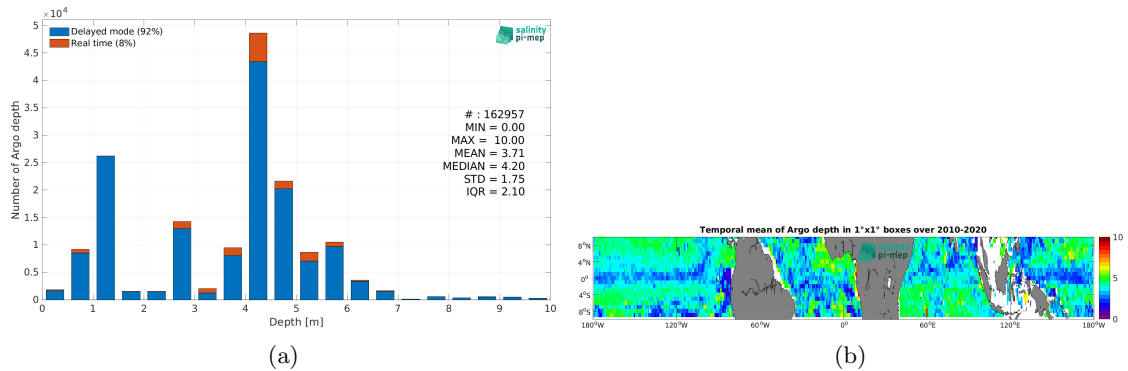 ×10⁴
Delayed mode (92%)
Real time (8%)
salinity
pi-mep
5
4.5
4
3.5
3
2.5
2
1.5
1
0.5
0
Number of Argo depth
# : 162957
MIN = 0.00
MAX = 10.00
MEAN = 3.71
MEDIAN = 4.20
STD = 1.75
IQR = 2.10
0 1 2 3 4 5 6 7 8 9 10
Depth [m]
(a)
Temporal mean of Argo depth in 1°x1° boxes over 2010-2020
salinity
pi-mep
8°N
4°N
0°
4°S
8°S
180°W 120°W 60°W 0° 60°E 120°E 180°W
10
5
0
(b)